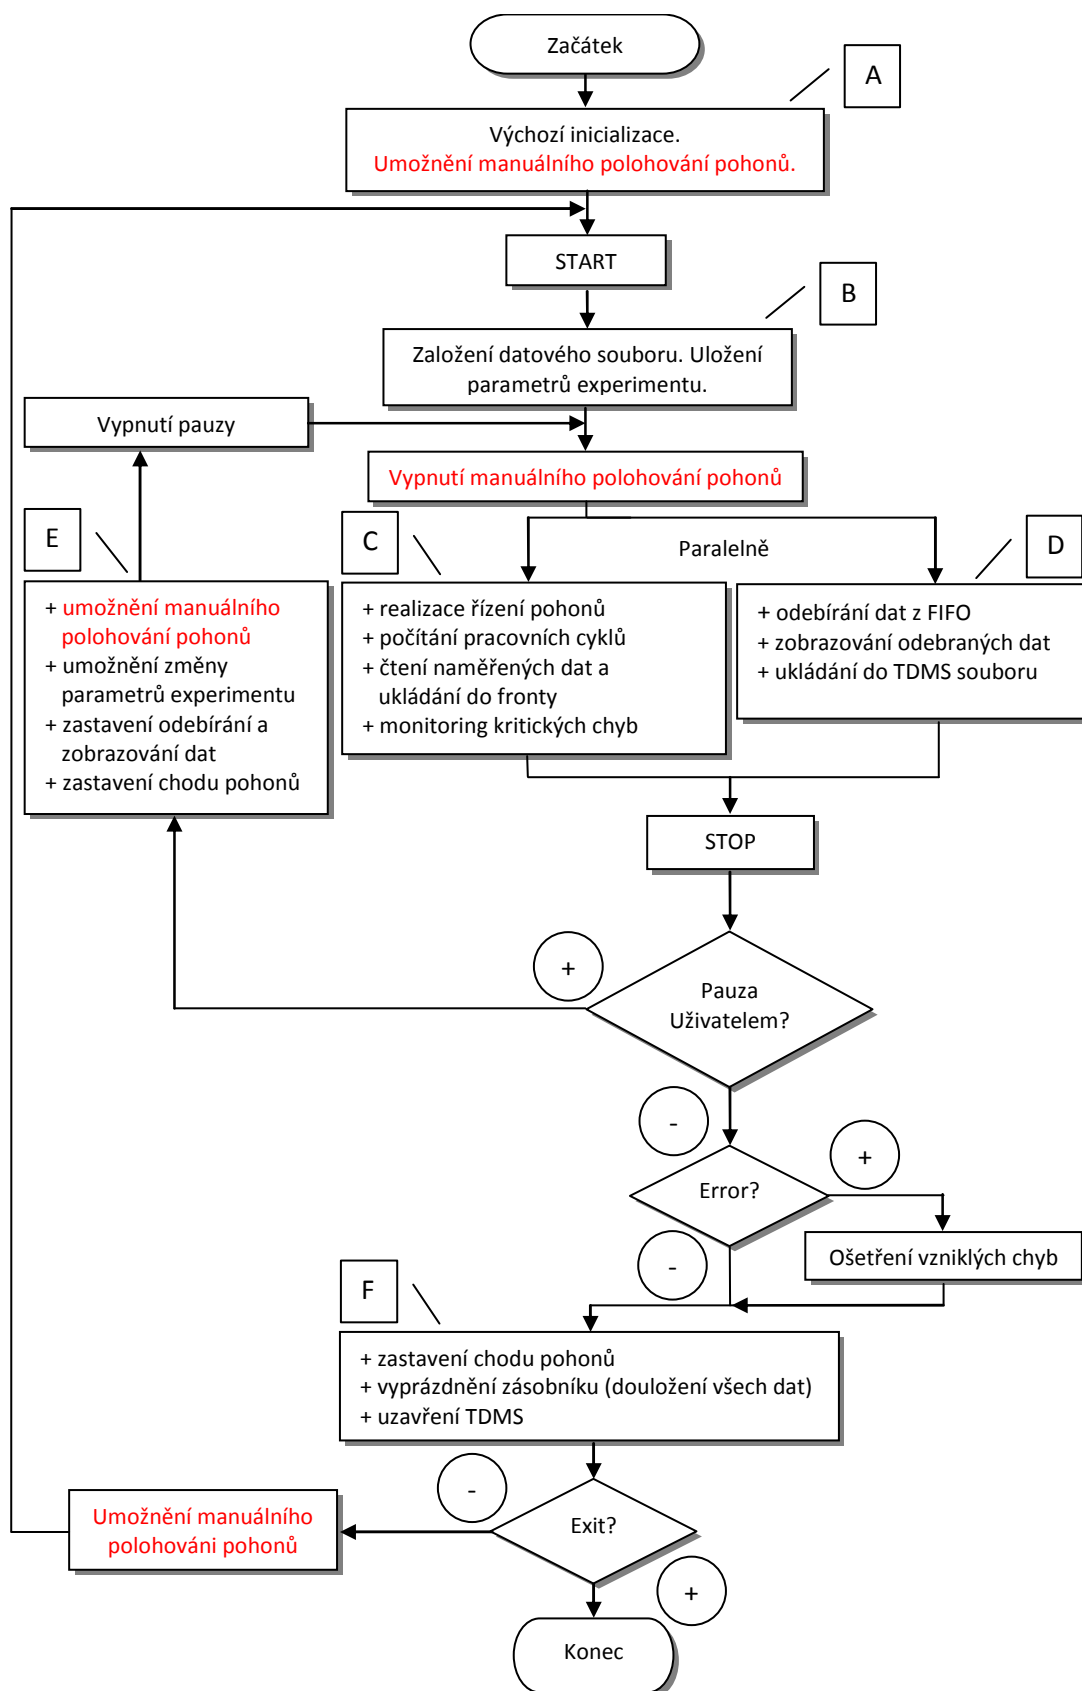 Začátek
A
Výchozí inicializace.
Umožnění manuálního polohování pohonů.
START
B
Založení datového souboru. Uložení
parametrů experimentu.
Vypnutí pauzy
Vypnutí manuálního polohování pohonů
E
C
Paralelně
D
+ umožnění manuálního
polohování pohonů
+ umožnění změny
parametrů experimentu
+ zastavení odebírání a
zobrazování dat
+ zastavení chodu pohonů
+ realizace řízení pohonů
+ počítání pracovních cyklů
+ čtení naměřených dat a
ukládání do fronty
+ monitoring kritických chyb
+ odebírání dat z FIFO
+ zobrazování odebraných dat
+ ukládání do TDMS souboru
STOP
+
Pauza
Uživatelem?
-
+
Error?
-
Ošetření vzniklých chyb
F
+ zastavení chodu pohonů
+ vyprázdnění zásobníku (douložení všech dat)
+ uzavření TDMS
-
Exit?
Umožnění manuálního
polohováni pohonů
+
Konec